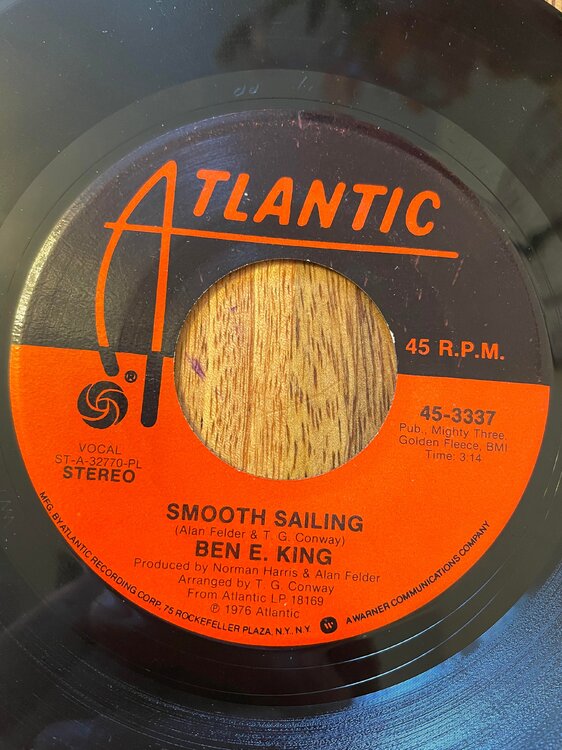 ATLANTIC
45 R.P.M.
®
45-3337
Pub., Mighty Three,
Golden Fleece, BMI
Time: 3:14
VOCAL
ST-A-32770-PL
STEREO
SMOOTH SAILING
(Alan Felder & T. G. Conway)
BEN E. KING
Produced by Norman Harris & Alan Felder
Arranged by T. G. Conway
From Atlantic LP 18169
℗ 1976 Atlantic
MFG. BY ATLANTIC RECORDING CORP. 75 ROCKEFELLER PLAZA, N.Y. N.Y. A WARNER COMMUNICATIONS COMPANY